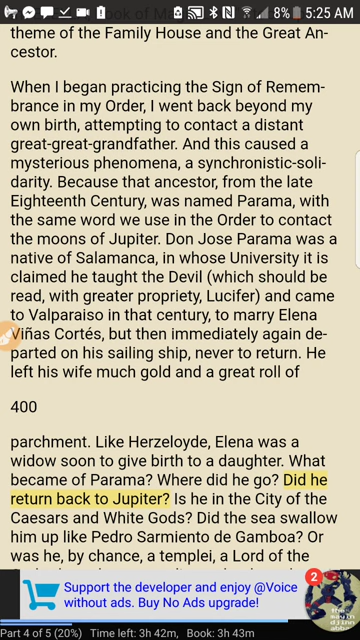 8% 5:25 AM
theme of the Family House and the Great An-
cestor.
When I began practicing the Sign of Remem-
brance in my Order, I went back beyond my
own birth, attempting to contact a distant
great-great-grandfather. And this caused a
mysterious phenomena, a synchronistic-soli-
darity. Because that ancestor, from the late
Eighteenth Century, was named Parama, with
the same word we use in the Order to contact
the moons of Jupiter. Don Jose Parama was a
native of Salamanca, in whose University it is
claimed he taught the Devil (which should be
read, with greater propriety, Lucifer) and came
to Valparaiso in that century, to marry Elena
Viñas Cortés, but then immediately again de-
parted on his sailing ship, never to return. He
left his wife much gold and a great roll of
400
parchment. Like Herzeloyde, Elena was a
widow soon to give birth to a daughter. What
became of Parama? Where did he go? Did he
return back to Jupiter? Is he in the City of the
Caesars and White Gods? Did the sea swallow
him up like Pedro Sarmiento de Gamboa? Or
was he, by chance, a templei, a Lord of the
2
Support the developer and enjoy @Voice
without ads. Buy No Ads upgrade!
Part 4 of 5 (20%) Time left: 3h 42m, Book: 3h 43m